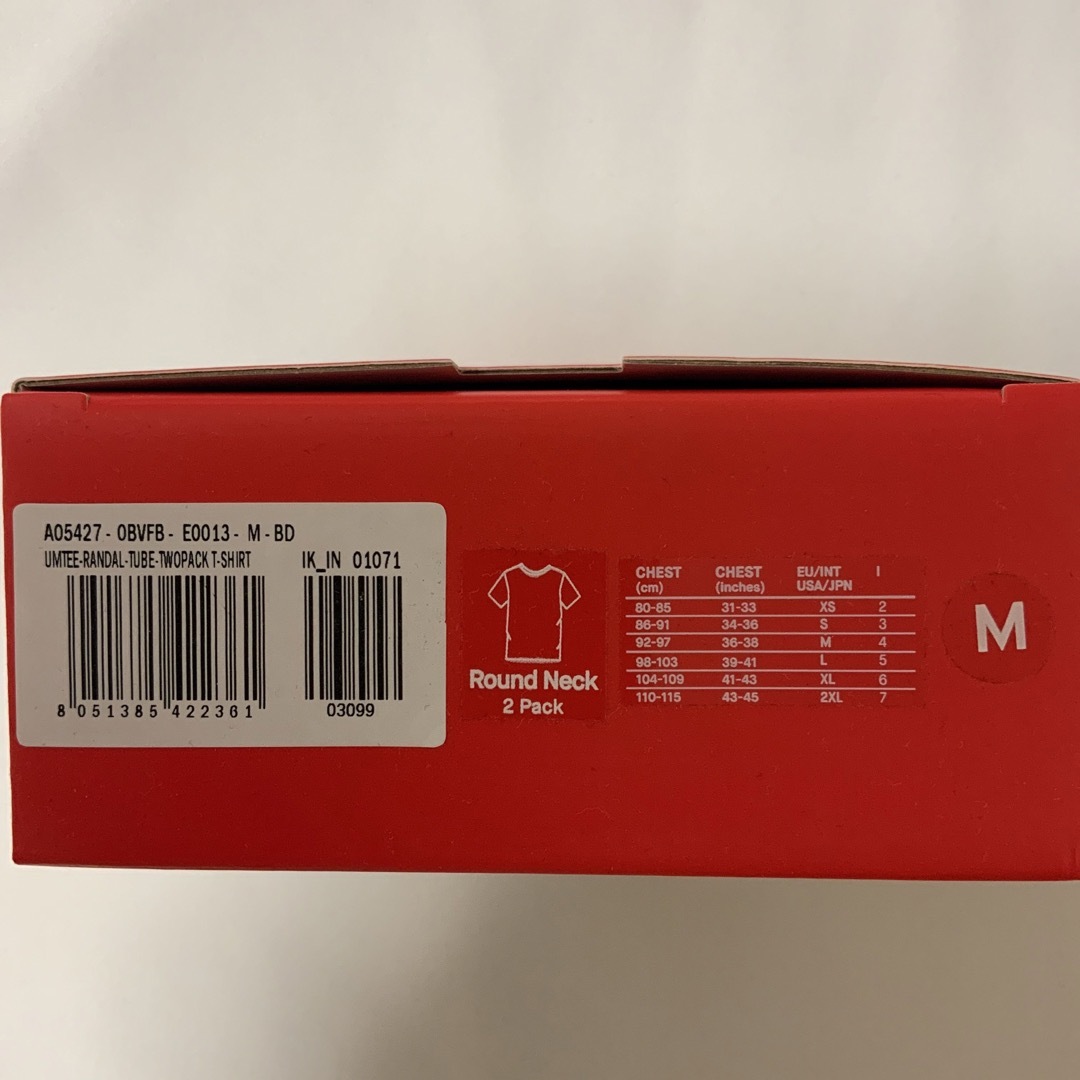 A05427 - 0BVFB - E0013 - M - BD
UMTEE-RANDAL-TUBE-TWOPACK T-SHIRT IK_IN 01071
8 051385 422361
03099
Round Neck
2 Pack
CHEST (cm) CHEST (inches) EU/INT USA/JPN I
80-85 31-33 XS 2
86-91 34-36 S 3
92-97 36-38 M 4
98-103 39-41 L 5
104-109 41-43 XL 6
110-115 43-45 2XL 7
M